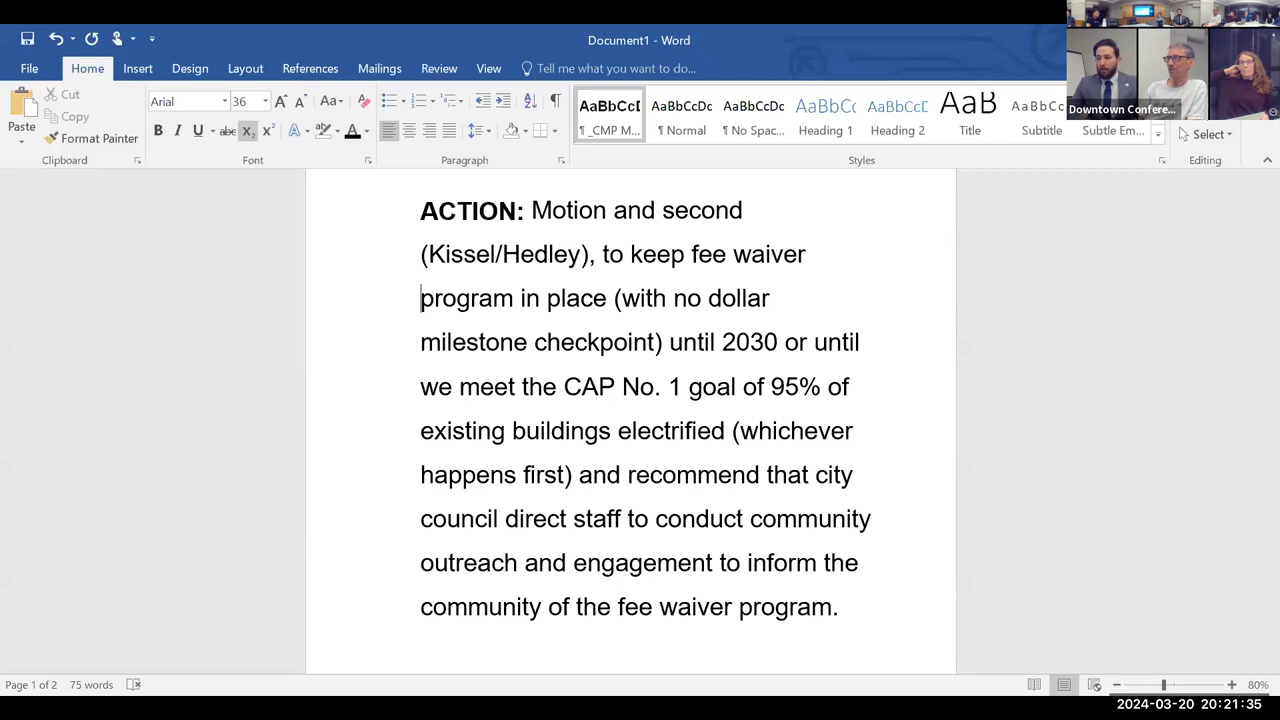 Document1 - Word
File Home Insert Design Layout References Mailings Review View Tell me what you want to do...
Paste
Cut
Copy
Format Painter
Clipboard
Arial 36
Font
Paragraph
AaBbCcI AaBbCcDc AaBbCcDc AaBbCc AaBbCcD AaB AaBbCcD
¶ _CMP M... ¶ Normal ¶ No Spac... Heading 1 Heading 2 Title Subtitle Subtle Em...
Styles
Select
Editing
Downtown Confere...
ACTION: Motion and second
(Kissel/Hedley), to keep fee waiver
program in place (with no dollar
milestone checkpoint) until 2030 or until
we meet the CAP No. 1 goal of 95% of
existing buildings electrified (whichever
happens first) and recommend that city
council direct staff to conduct community
outreach and engagement to inform the
community of the fee waiver program.
Page 1 of 2 75 words
80%
2024-03-20 20:21:35